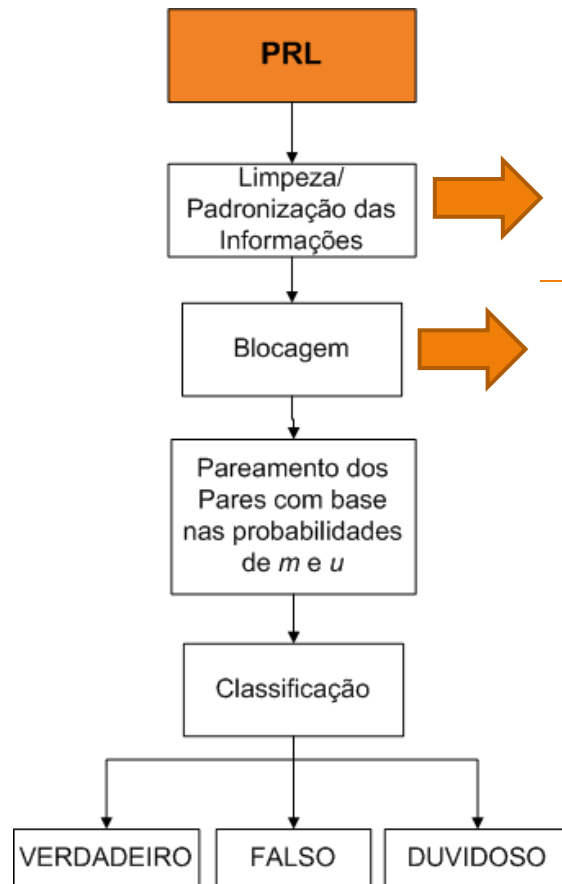 PRL
Limpeza/
Padronização das
Informações
Blocagem
Pareamento dos
Pares com base
nas probabilidades
de m e u
Classificação
VERDADEIRO
FALSO
DUVIDOSO